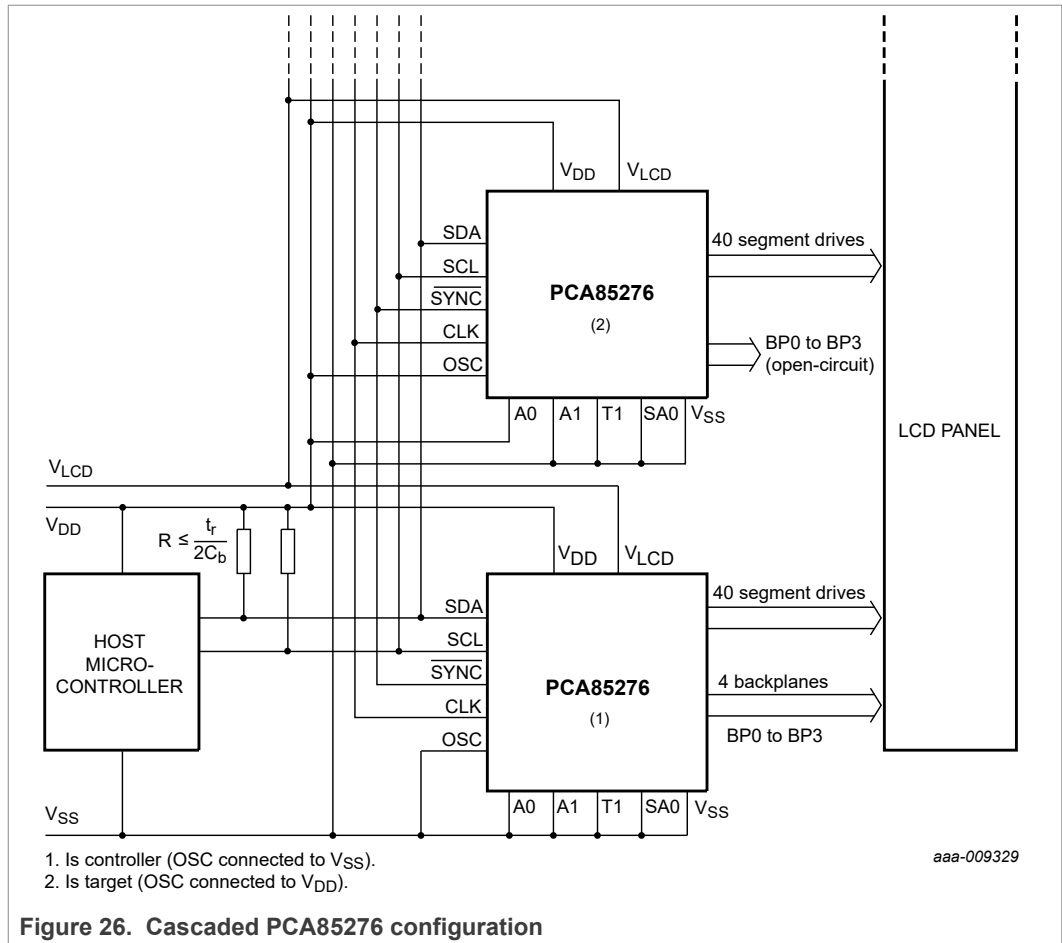 V_DD V_LCD
SDA
SCL
SYNC
CLK
OSC
PCA85276
(2)
40 segment drives
BP0 to BP3
(open-circuit)
A0 A1 T1 SA0 V_SS
LCD PANEL
V_LCD
V_DD
R ≤ t_r / 2C_b
HOST
MICRO-
CONTROLLER
V_DD V_LCD
SDA
SCL
SYNC
CLK
OSC
PCA85276
(1)
40 segment drives
4 backplanes
BP0 to BP3
A0 A1 T1 SA0 V_SS
V_SS
1. Is controller (OSC connected to V_SS).
2. Is target (OSC connected to V_DD).
aaa-009329
Figure 26. Cascaded PCA85276 configuration